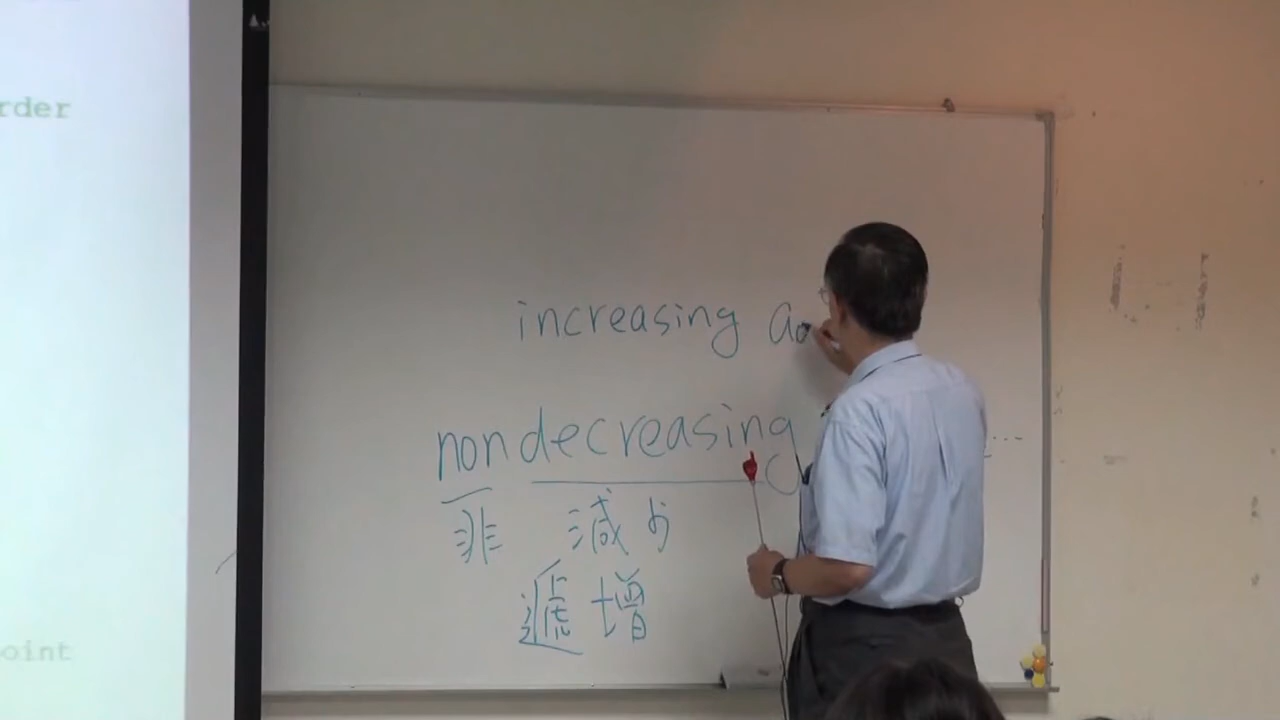 rder
increasing
nondecreasing
非 減少
遞增
oint